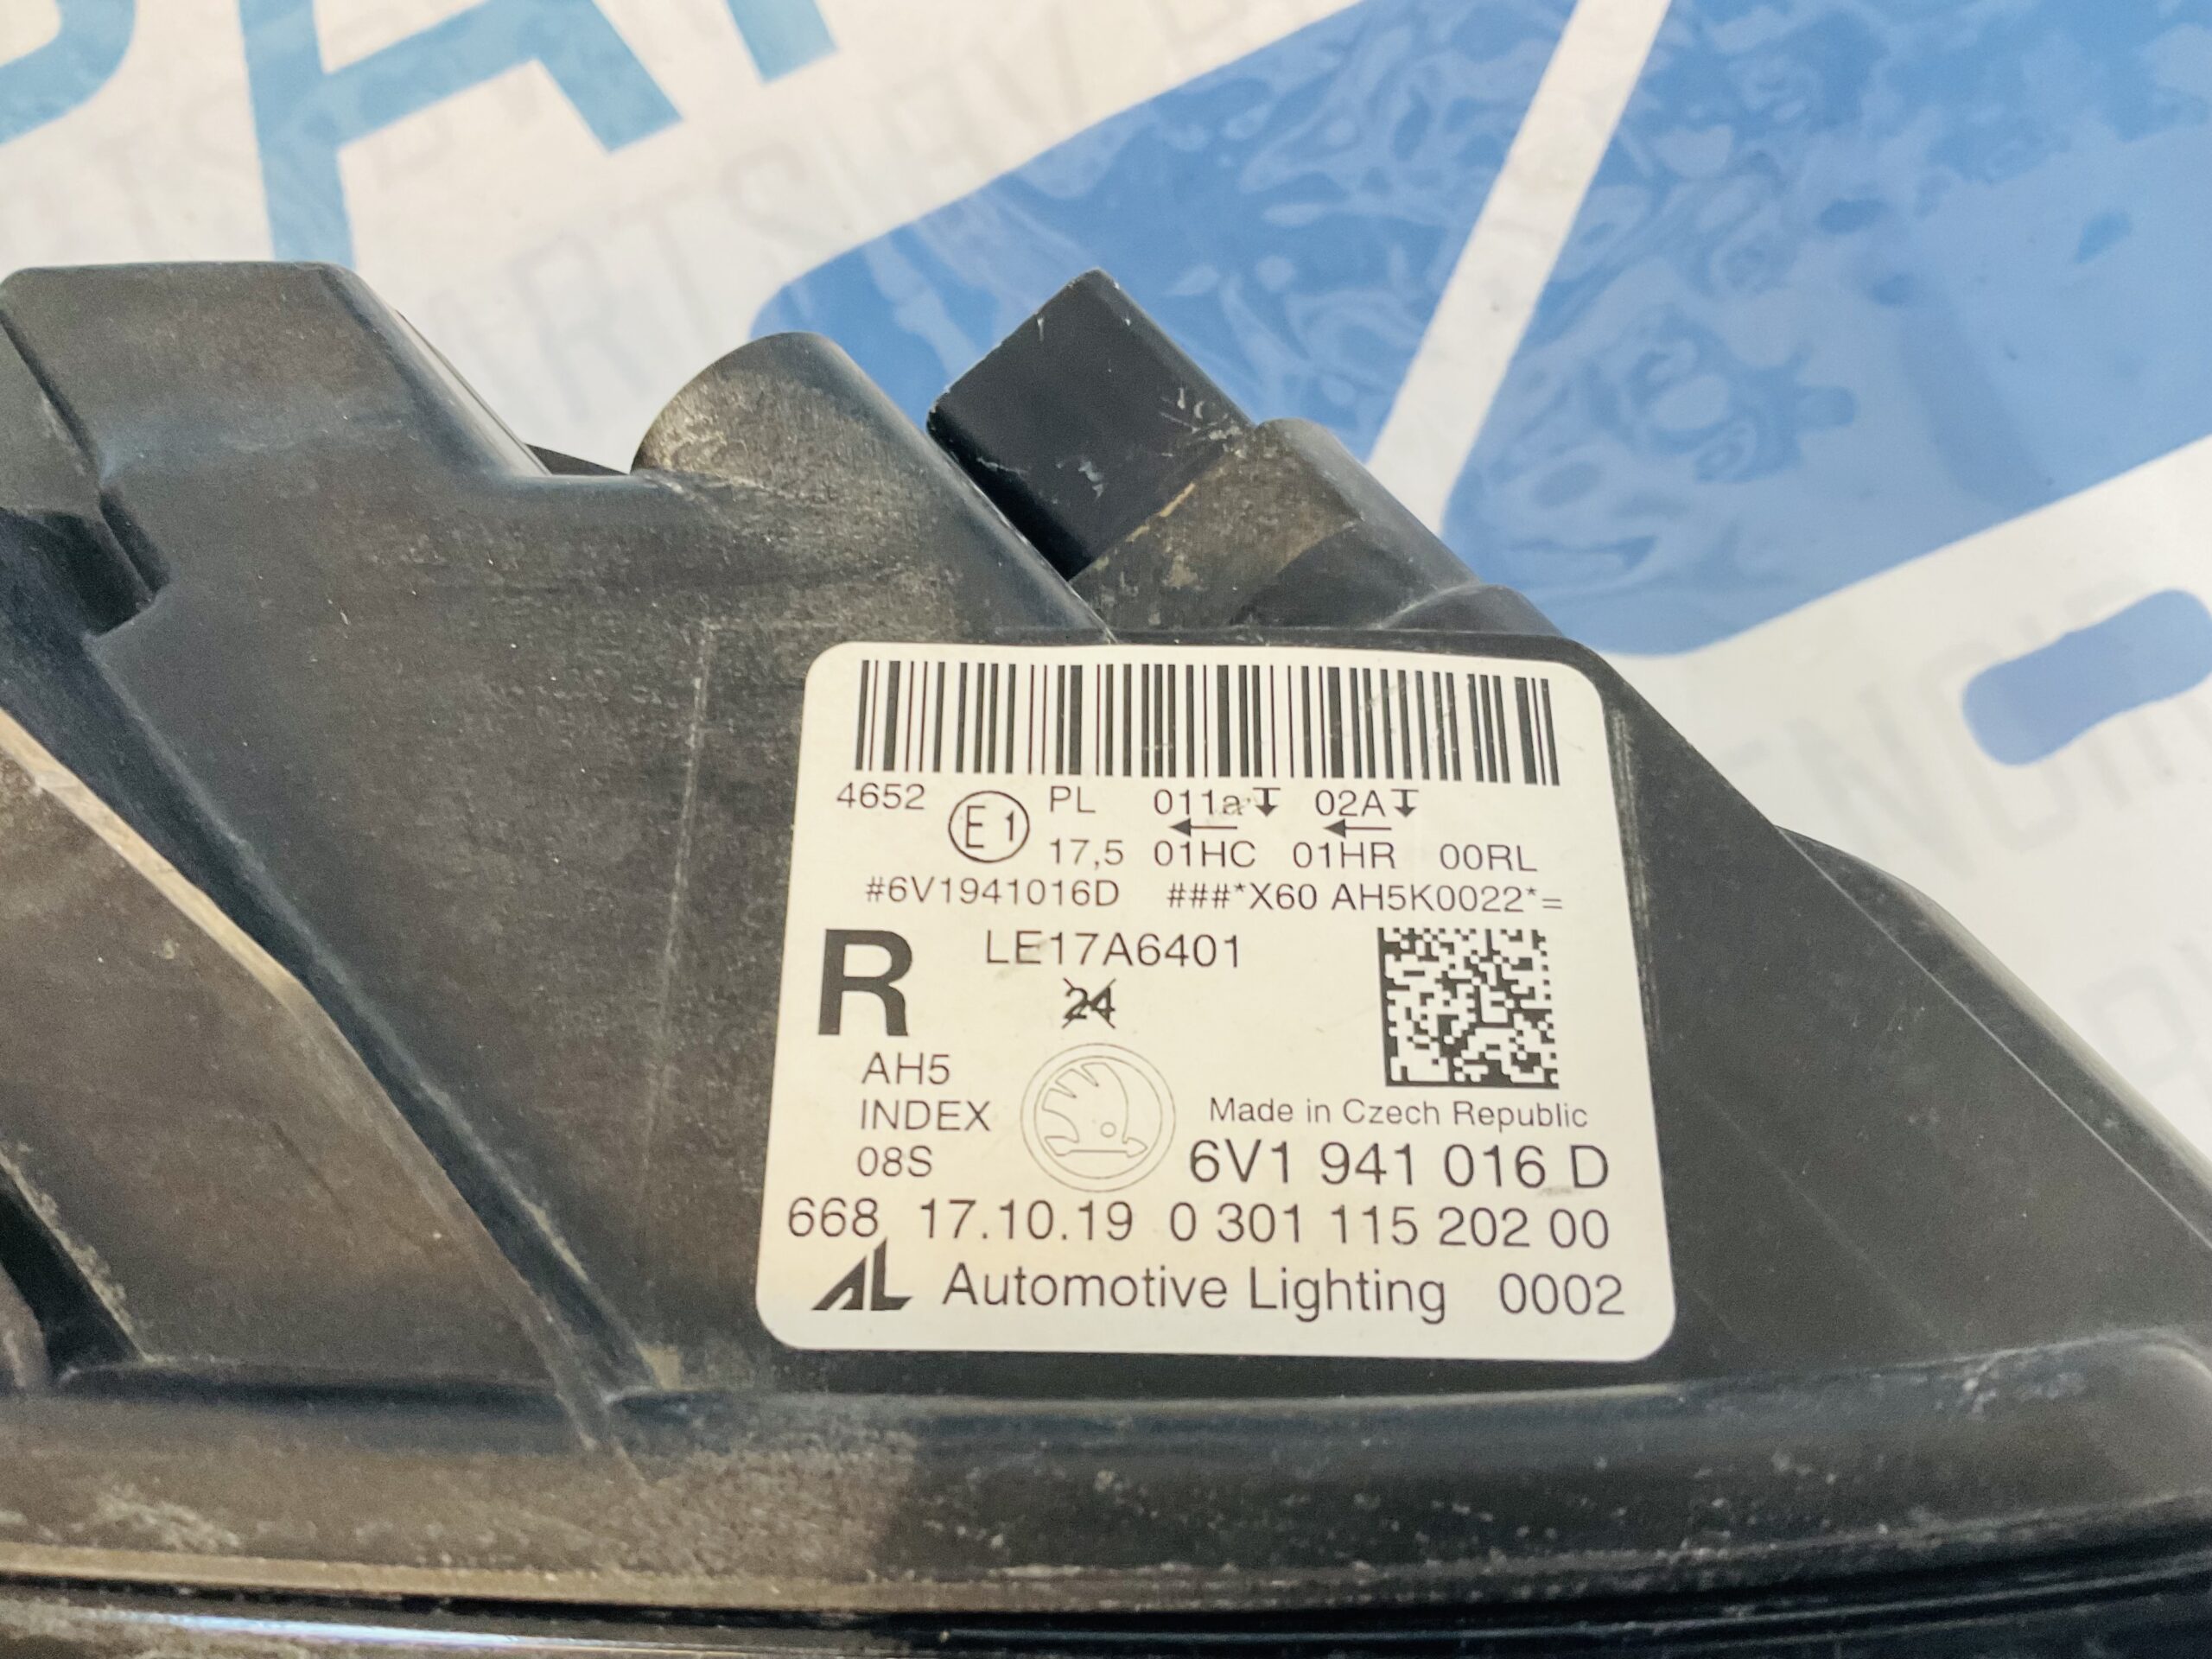 4652 E1 PL 011a 02A
17,5 01HC 01HR 00RL
#6V1941016D ###*X60 AH5K0022*=
R LE17A6401
24
AH5
INDEX
08S
Made in Czech Republic
6V1 941 016 D
668 17.10.19 0 301 115 202 00
AL Automotive Lighting 0002